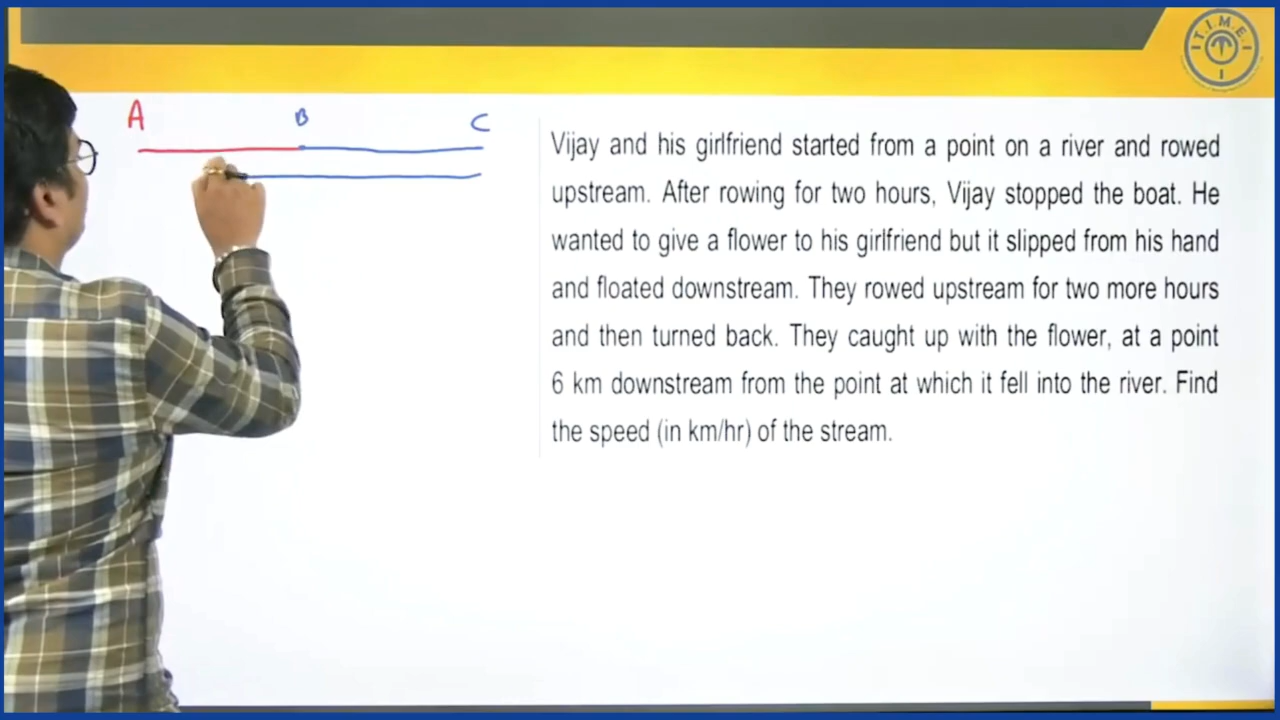 T.I.M.E.
A B C
Vijay and his girlfriend started from a point on a river and rowed
upstream. After rowing for two hours, Vijay stopped the boat. He
wanted to give a flower to his girlfriend but it slipped from his hand
and floated downstream. They rowed upstream for two more hours
and then turned back. They caught up with the flower, at a point
6 km downstream from the point at which it fell into the river. Find
the speed (in km/hr) of the stream.